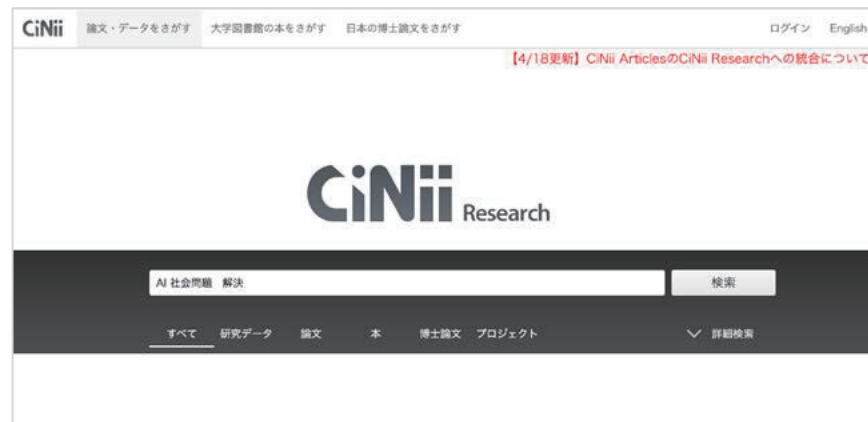 CiNii 論文・データをさがす 大学図書館の本をさがす 日本の博士論文をさがす ログイン English
【4/18更新】CiNii ArticlesのCiNii Researchへの統合について
CiNii Research
AI 社会問題 解決 検索
すべて 研究データ 論文 本 博士論文 プロジェクト 詳細検索